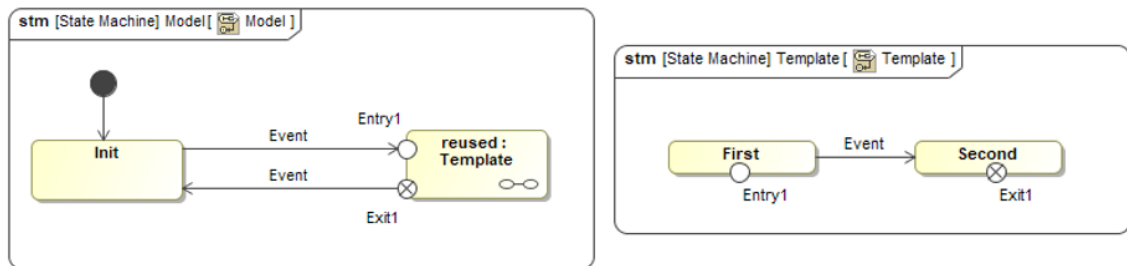 stm [State Machine] Model[ Model ]
Entry1
Event
Init
reused :
Template
Event
Exit1
stm [State Machine] Template [ Template ]
First
Event
Second
Entry1
Exit1